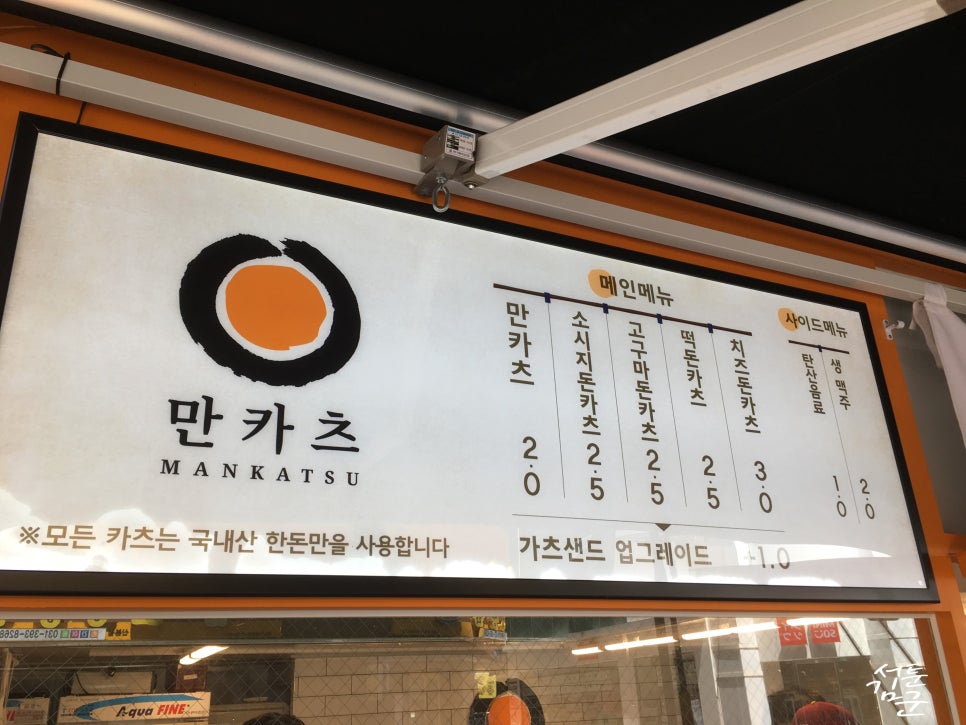 만카츠
MANKATSU
※모든 카츠는 국내산 한돈만을 사용합니다
메인메뉴
만카츠 2.0
소시지돈카츠 2.5
고구마돈카츠 2.5
떡돈카츠 2.5
치즈돈카츠 3.0
가츠샌드 업그레이드 +1.0
사이드메뉴
탄산음료 1.0
생맥주 2.0
Aqua FINE